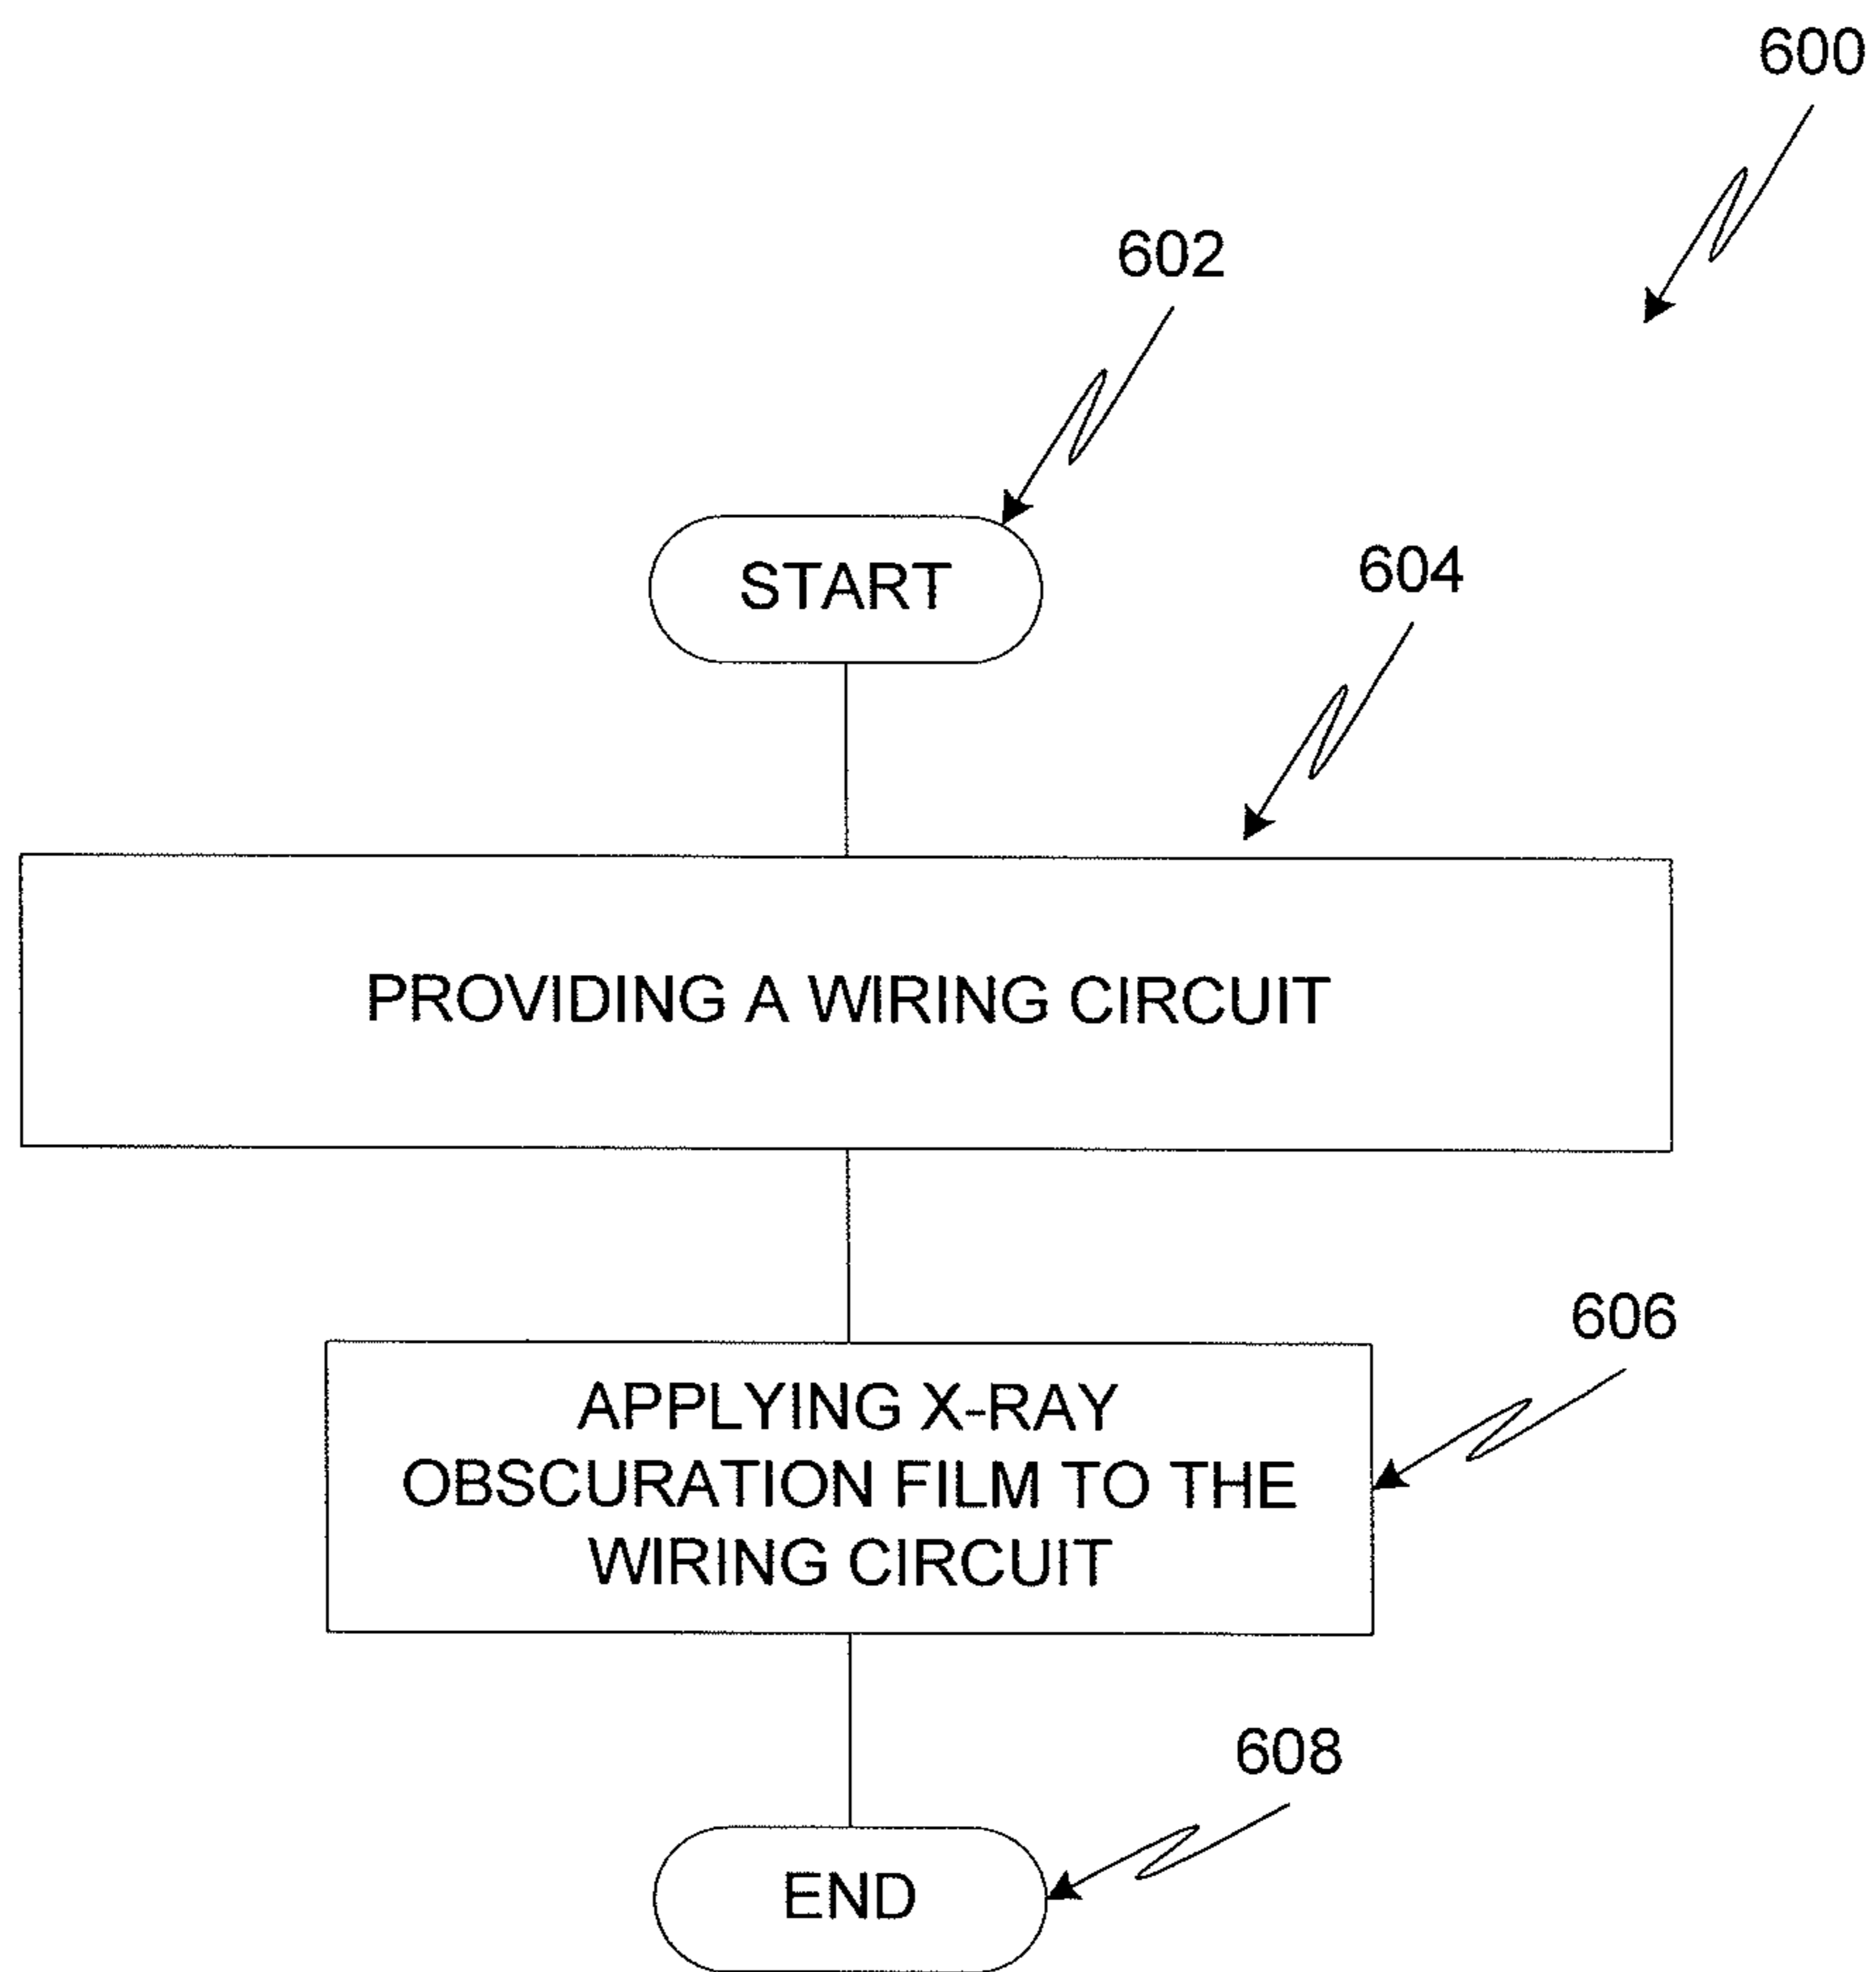 600
602
START
604
PROVIDING A WIRING CIRCUIT
606
APPLYING X-RAY
OBSCURATION FILM TO THE
WIRING CIRCUIT
608
END